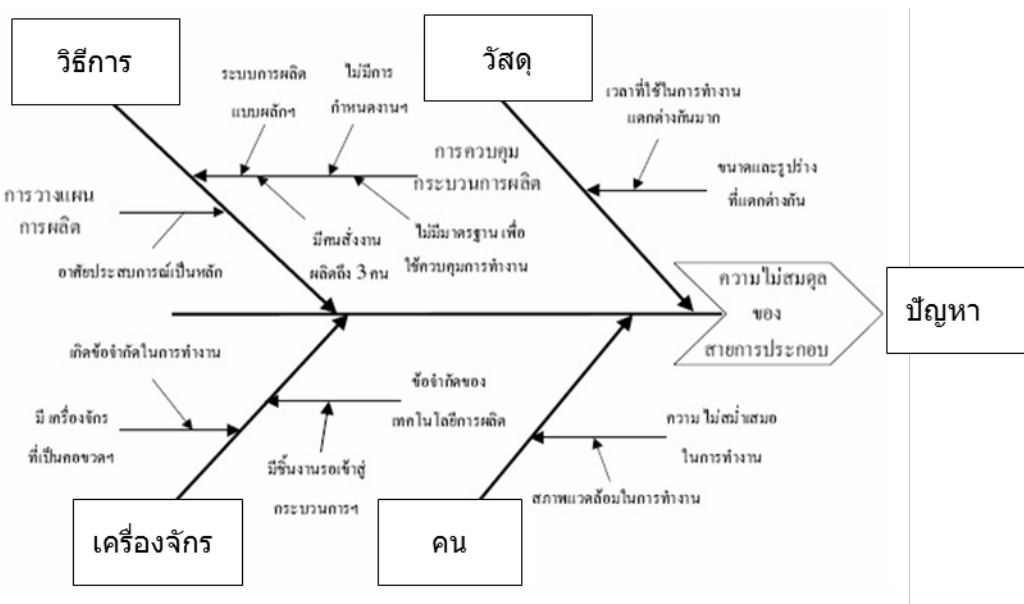 วิธีการ
วัสดุ
ระบบการผลิต
แบบผลักฯ
ไม่มีการ
กำหนดงานฯ
เวลาที่ใช้ในการทำงาน
แตกต่างกันมาก
การควบคุม
กระบวนการผลิต
ขนาดและรูปร่าง
ที่แตกต่างกัน
การวางแผน
การผลิต
มีคนสั่งงาน
ผลิตถึง 3 คน
ไม่มีมาตรฐาน เพื่อ
ใช้ควบคุมการทำงาน
อาศัยประสบการณ์เป็นหลัก
ความไม่สมดุล
ของ
สายการประกอบ
ปัญหา
เกิดข้อจำกัดในการทำงาน
ข้อจำกัดของ
เทคโนโลยีการผลิต
มี เครื่องจักร
ที่เป็นคอขวดฯ
ความ ไม่สม่ำเสมอ
ในการทำงาน
มีชิ้นงานรอเข้าสู่
กระบวนการฯ
สภาพแวดล้อมในการทำงาน
เครื่องจักร
คน